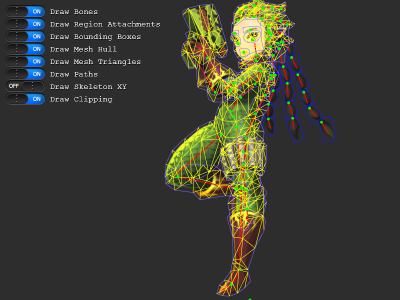 ON Draw Bones
ON Draw Region Attachments
ON Draw Bounding Boxes
ON Draw Mesh Hull
ON Draw Mesh Triangles
ON Draw Paths
OFF Draw Skeleton XY
ON Draw Clipping